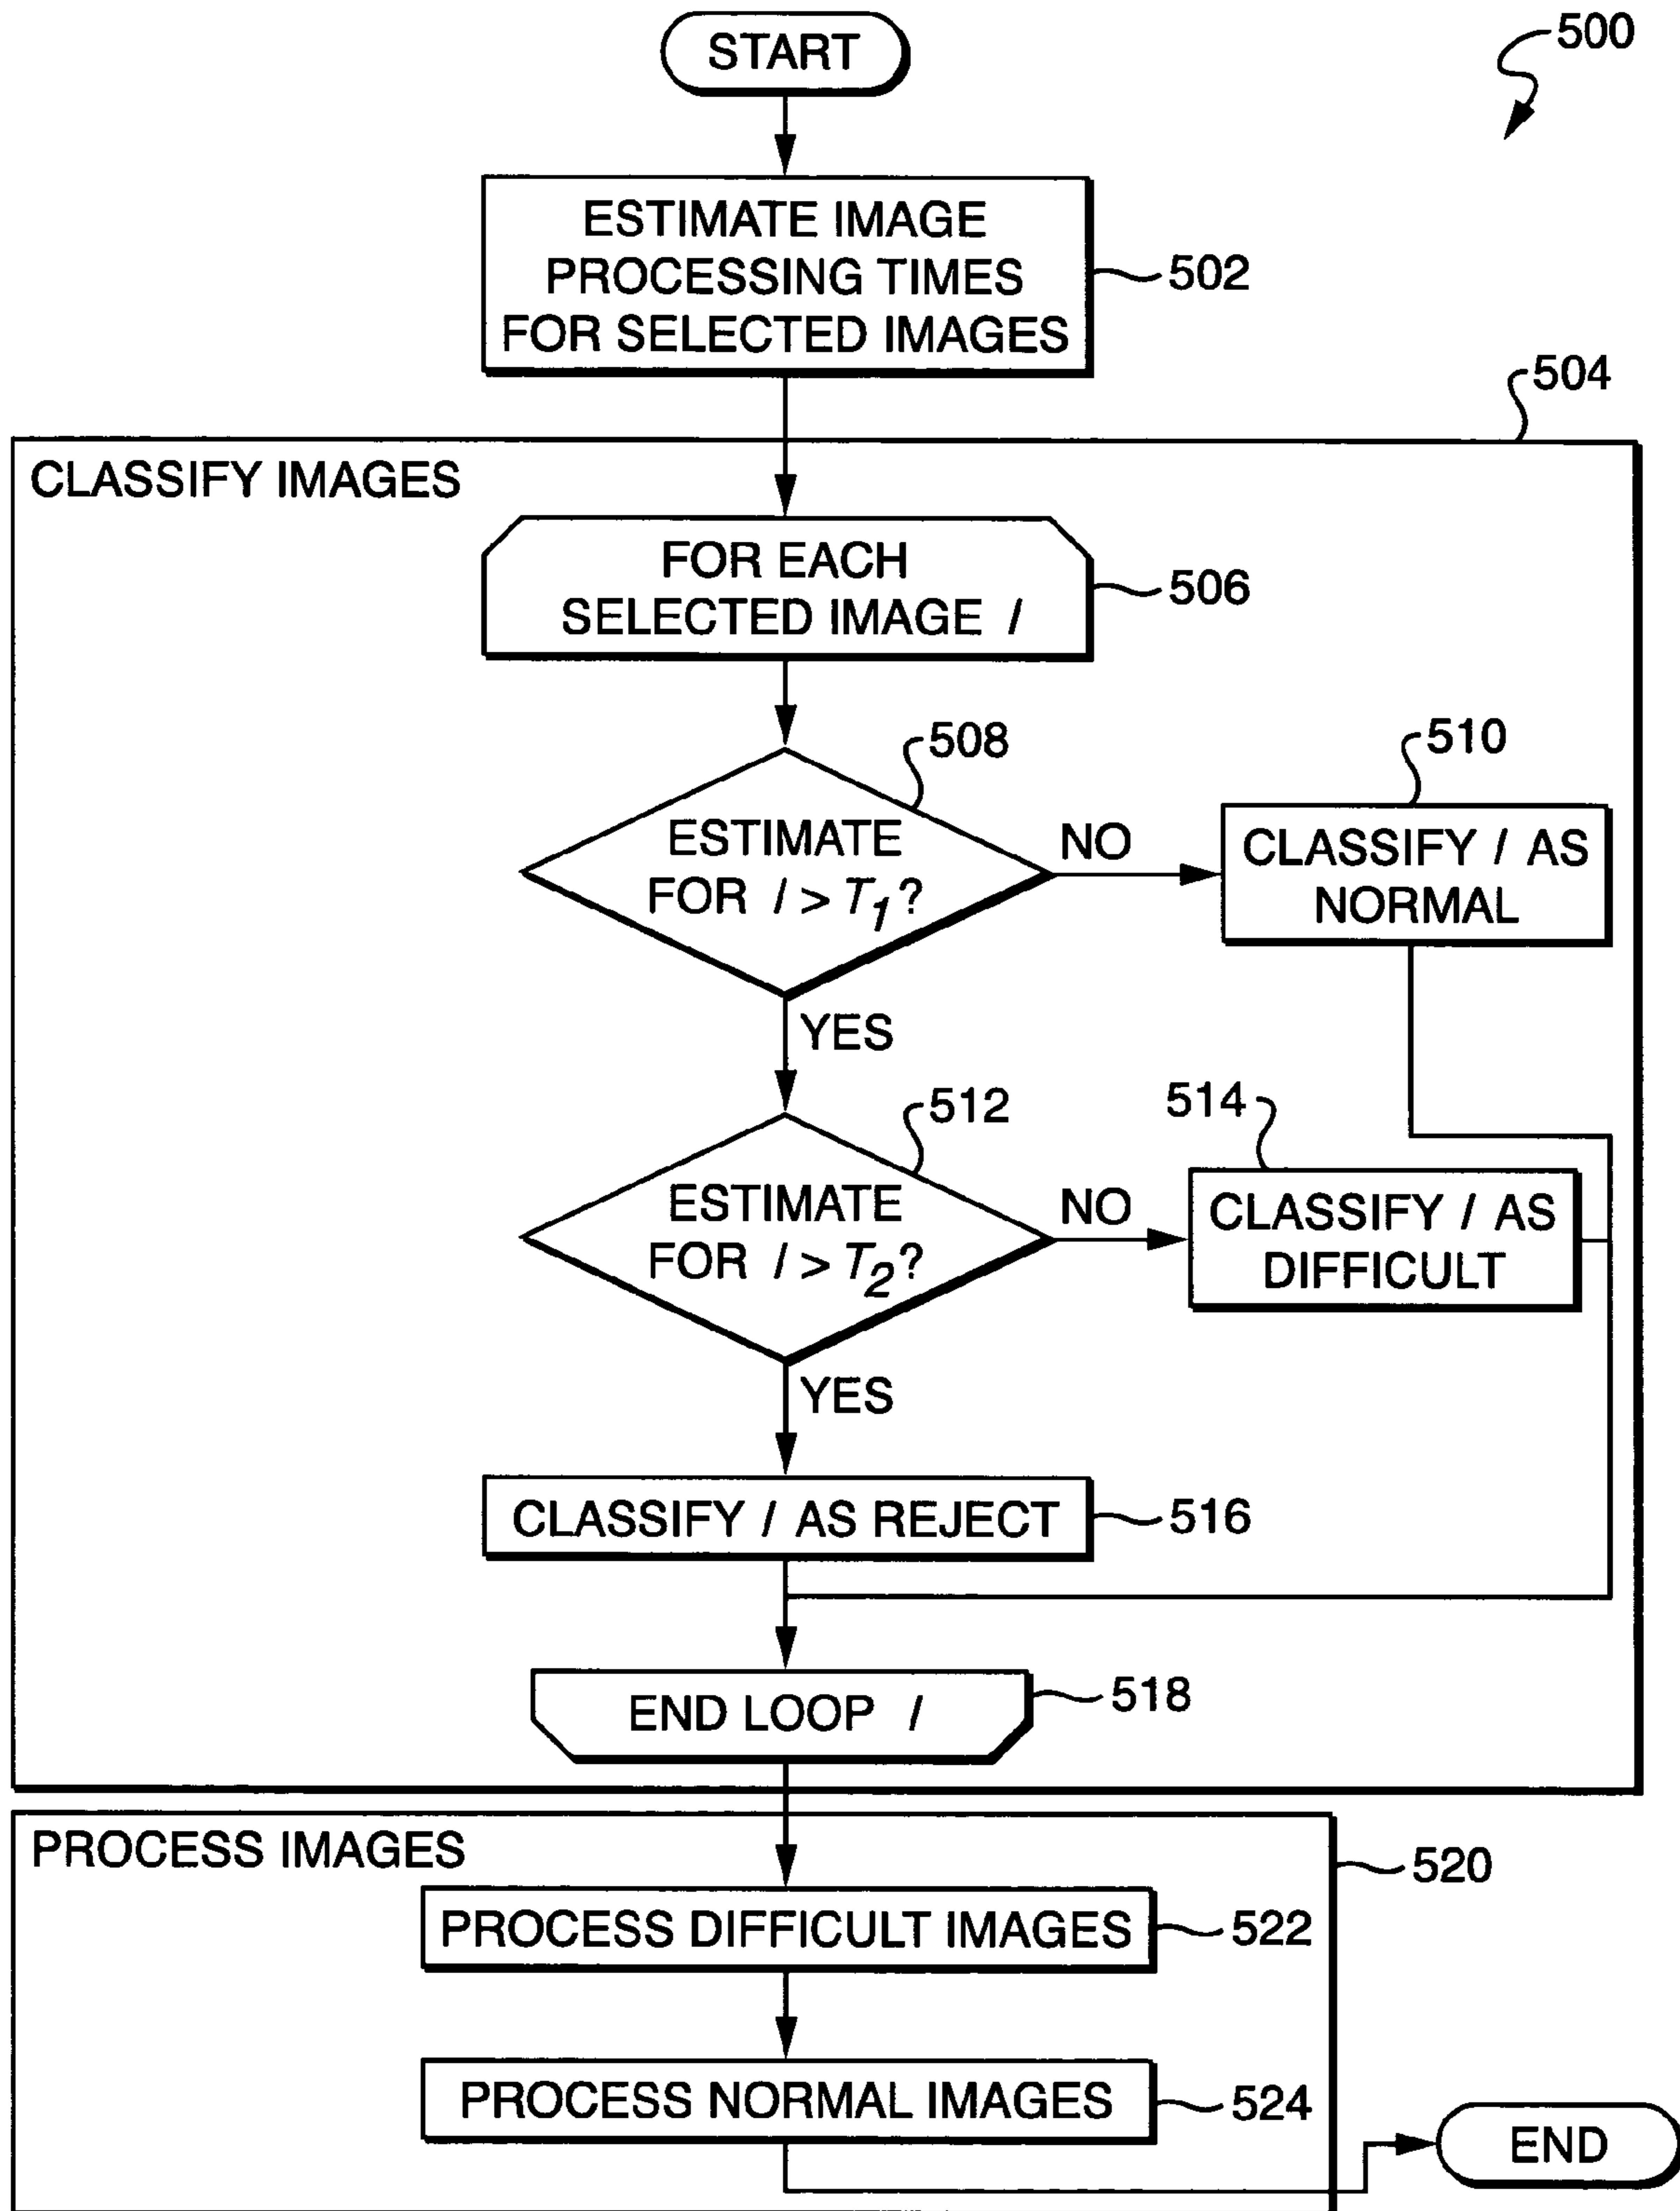 START
500
ESTIMATE IMAGE
PROCESSING TIMES
FOR SELECTED IMAGES
502
504
CLASSIFY IMAGES
FOR EACH
SELECTED IMAGE I
506
508
ESTIMATE
FOR I > T1?
NO
510
CLASSIFY I AS
NORMAL
YES
512
ESTIMATE
FOR I > T2?
NO
514
CLASSIFY I AS
DIFFICULT
YES
CLASSIFY I AS REJECT
516
END LOOP I
518
PROCESS IMAGES
520
PROCESS DIFFICULT IMAGES
522
PROCESS NORMAL IMAGES
524
END